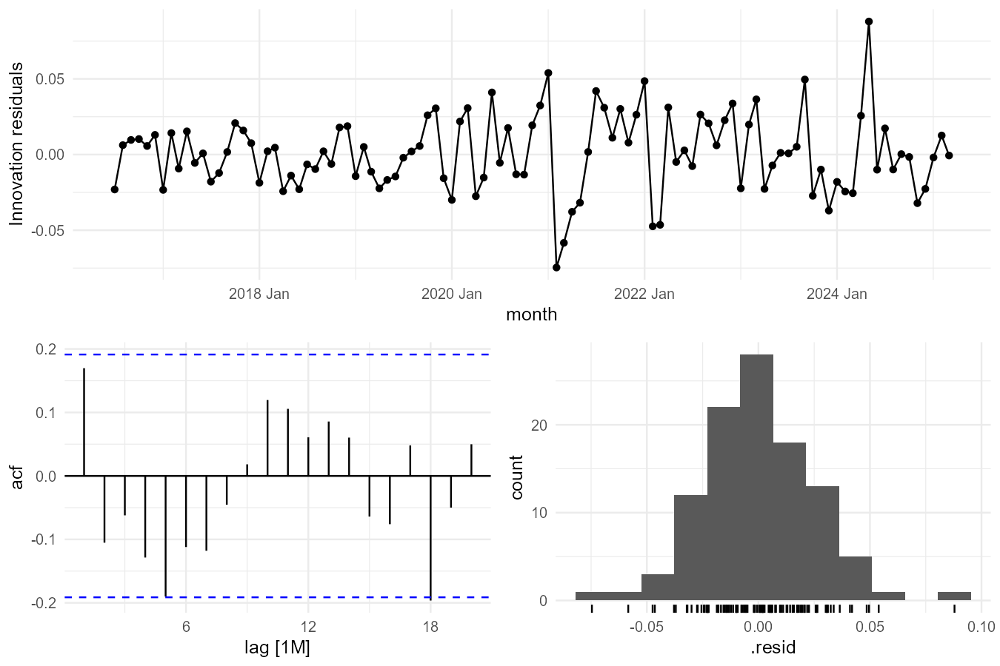 Innovation residuals
0.05
0.00
-0.05
2018 Jan
2020 Jan
2022 Jan
2024 Jan
month
acf
0.2
0.1
0.0
-0.1
-0.2
6
12
18
lag [1M]
count
20
10
0
-0.05
0.00
0.05
0.10
.resid